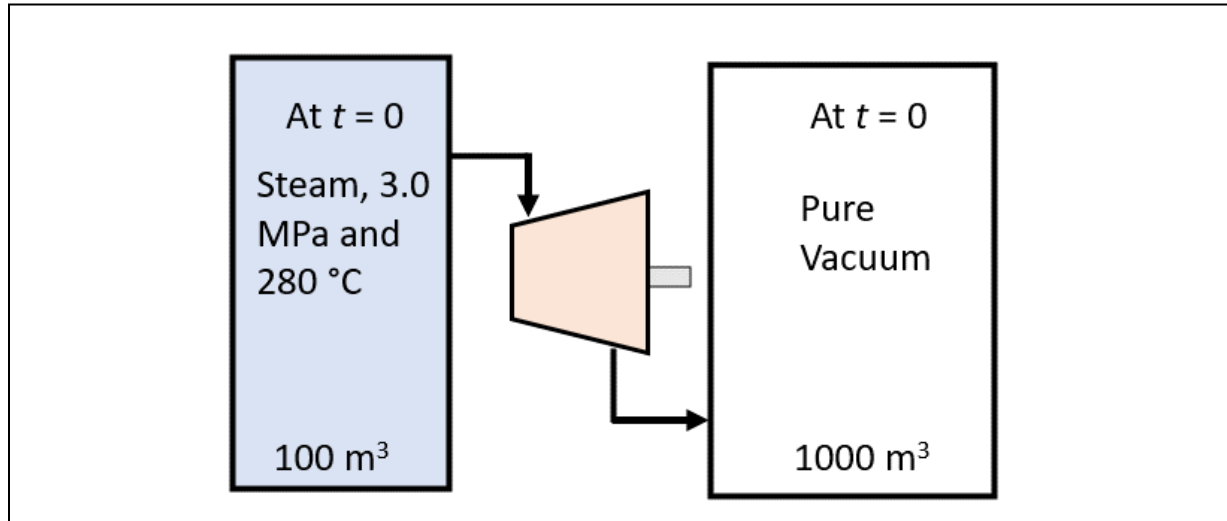 At t = 0
Steam, 3.0
MPa and
280 °C
100 m³
At t = 0
Pure
Vacuum
1000 m³